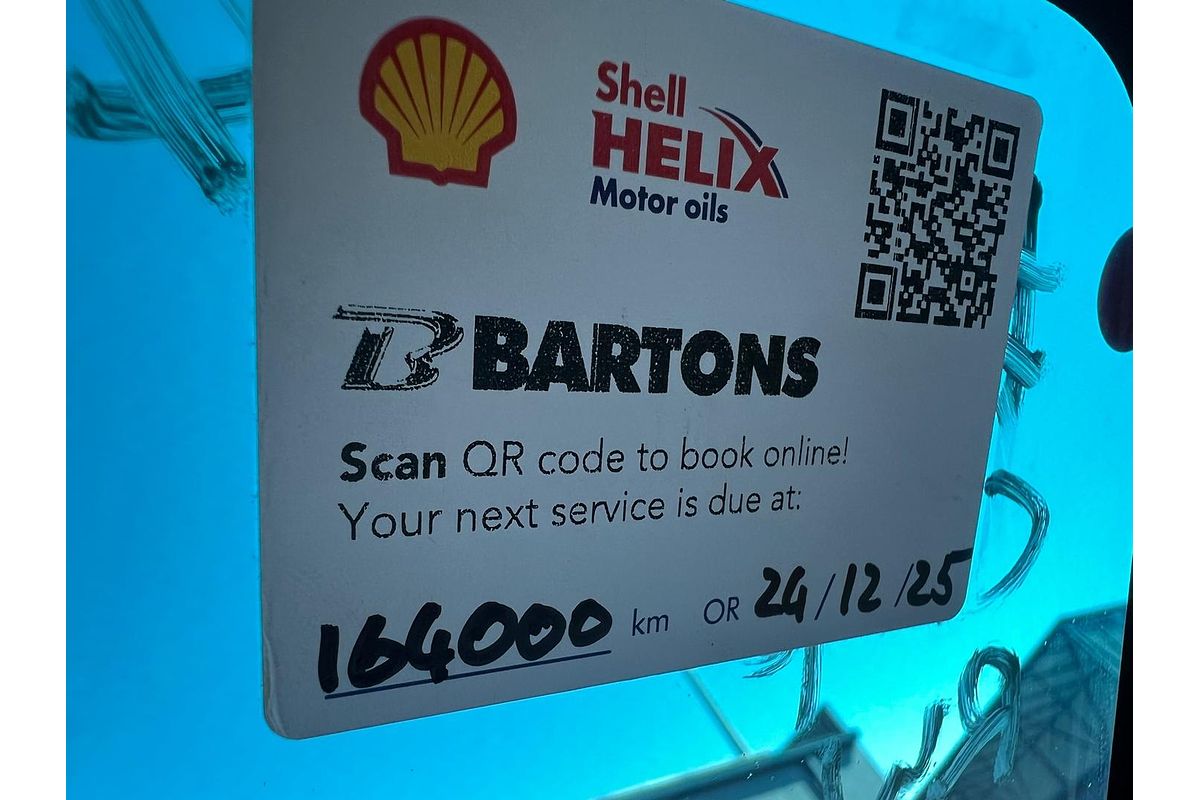 Shell
HELIX
Motor oils
B BARTONS
Scan QR code to book online!
Your next service is due at:
164000 km OR 24/12/25